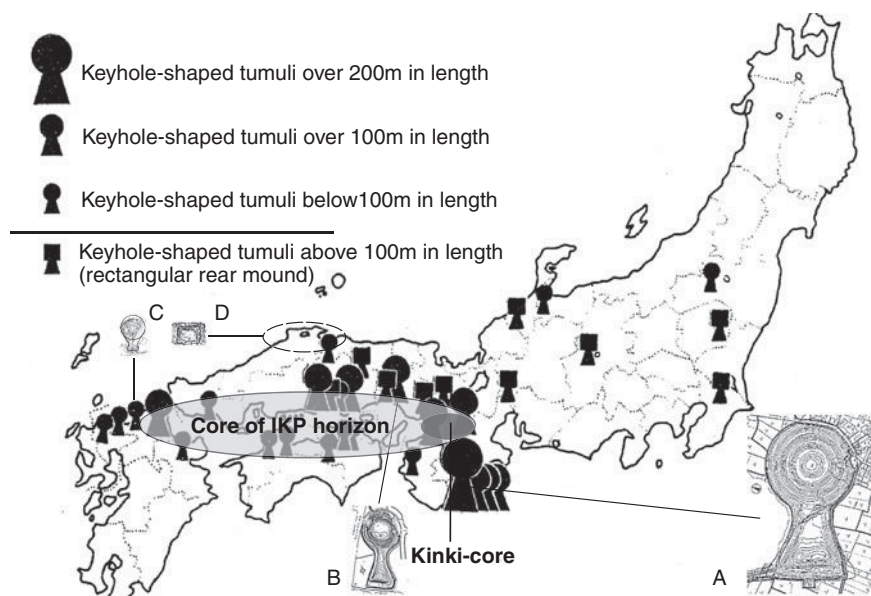 Keyhole-shaped tumuli over 200m in length
Keyhole-shaped tumuli over 100m in length
Keyhole-shaped tumuli below100m in length
Keyhole-shaped tumuli above 100m in length
(rectangular rear mound)
C
D
Core of IKP horizon
B
Kinki-core
A